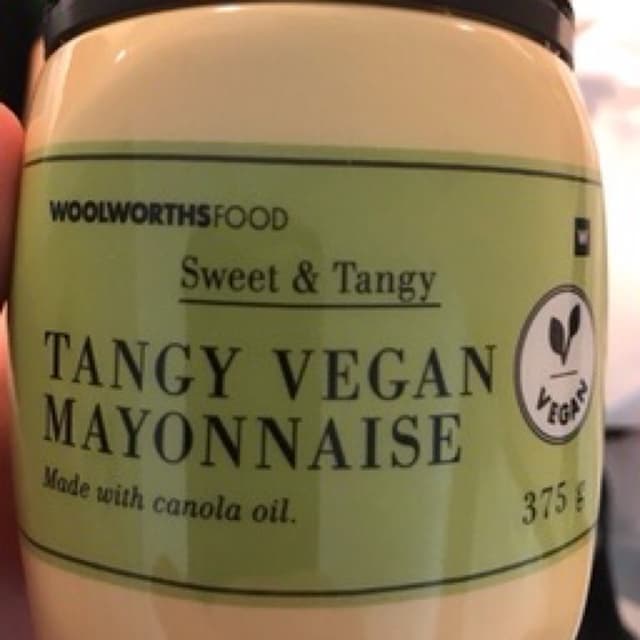 WOOLWORTHSFOOD
W
Sweet & Tangy
TANGY VEGAN
MAYONNAISE
VEGAN
Made with canola oil.
375 g